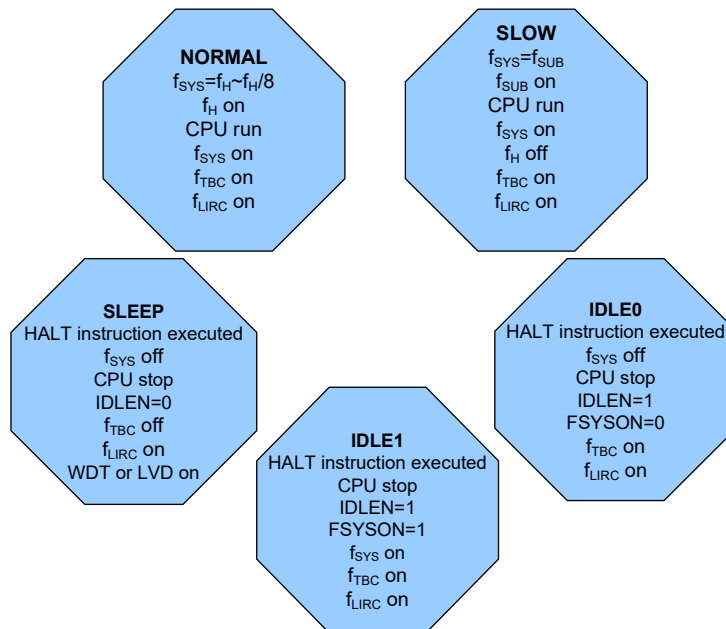 NORMAL
fSYS=fH~fH/8
fH on
CPU run
fSYS on
fTBC on
fLIRC on
SLOW
fSYS=fSUB
fSUB on
CPU run
fSYS on
fH off
fTBC on
fLIRC on
SLEEP
HALT instruction executed
fSYS off
CPU stop
IDLEN=0
fTBC off
fLIRC on
WDT or LVD on
IDLE0
HALT instruction executed
fSYS off
CPU stop
IDLEN=1
FSYSON=0
fTBC on
fLIRC on
IDLE1
HALT instruction executed
CPU stop
IDLEN=1
FSYSON=1
fSYS on
fTBC on
fLIRC on